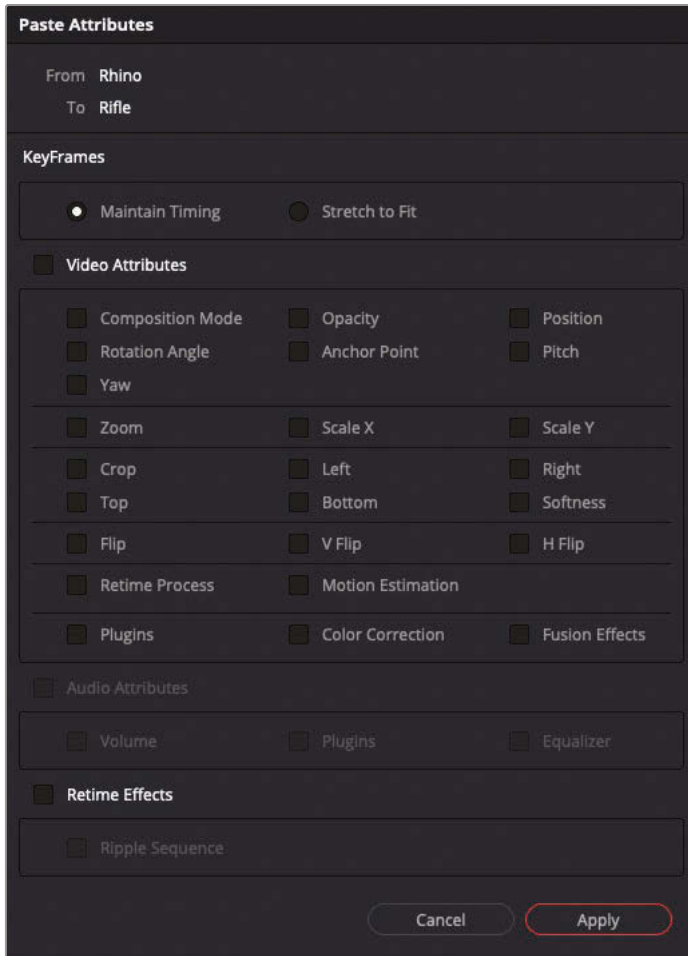 Paste Attributes
From Rhino
To Rifle
KeyFrames
Maintain Timing Stretch to Fit
Video Attributes
Composition Mode Opacity Position
Rotation Angle Anchor Point Pitch
Yaw
Zoom Scale X Scale Y
Crop Left Right
Top Bottom Softness
Flip V Flip H Flip
Retime Process Motion Estimation
Plugins Color Correction Fusion Effects
Audio Attributes
Volume Plugins Equalizer
Retime Effects
Ripple Sequence
Cancel Apply